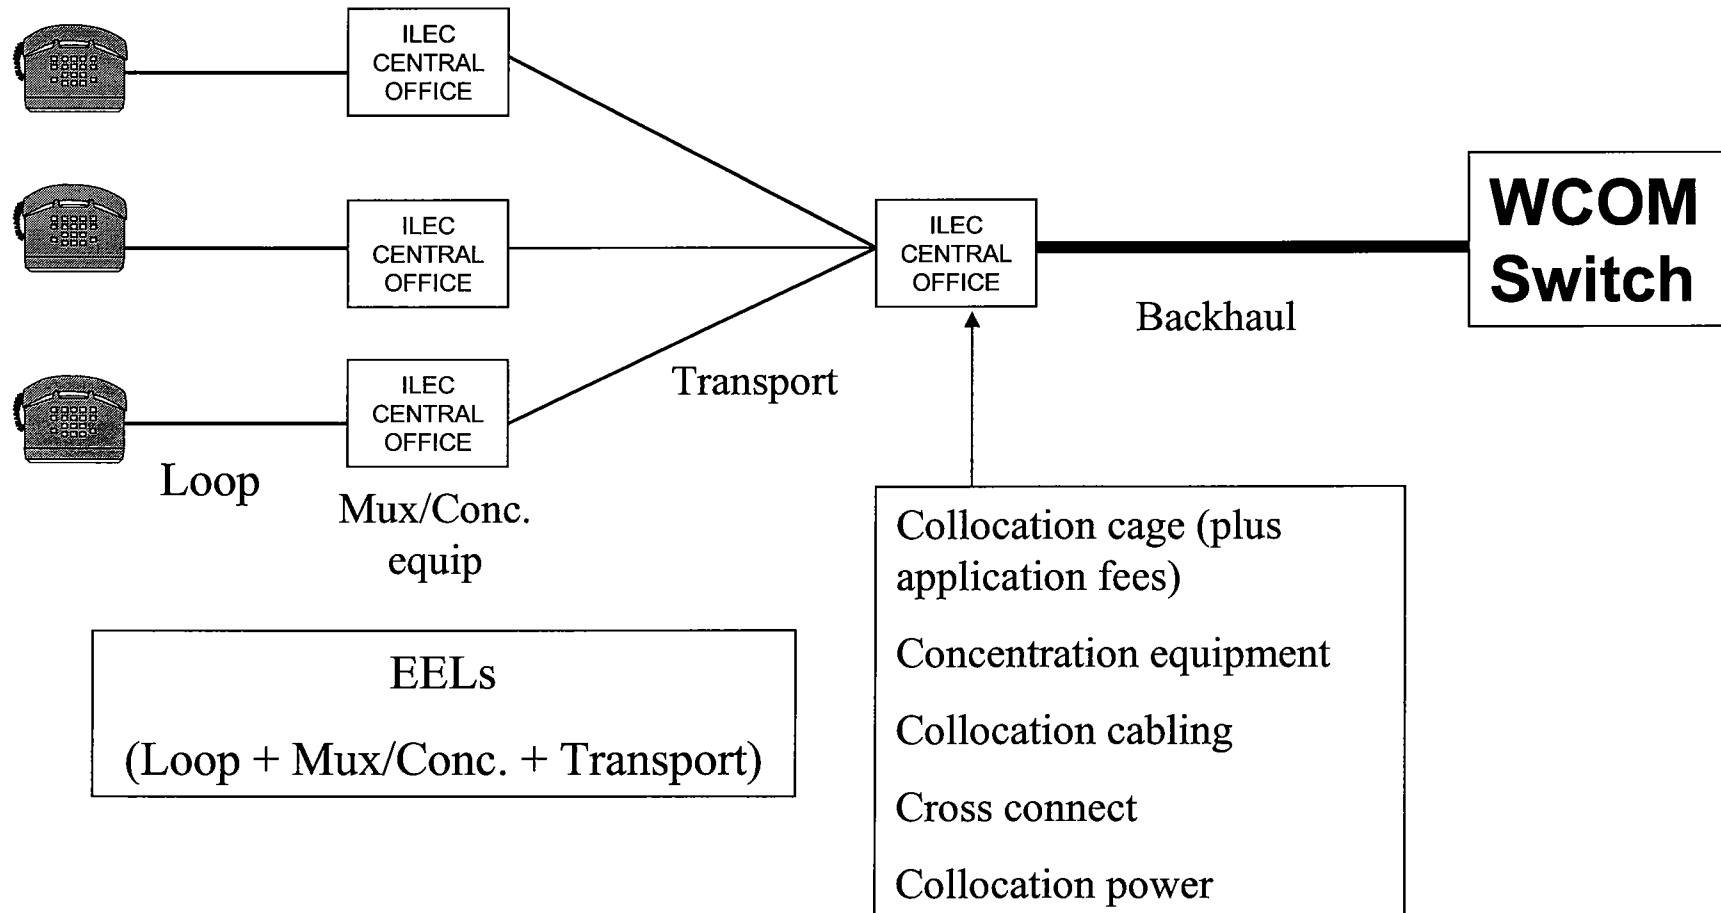 ILEC
CENTRAL
OFFICE
ILEC
CENTRAL
OFFICE
ILEC
CENTRAL
OFFICE
ILEC
CENTRAL
OFFICE
WCOM
Switch
Backhaul
Transport
Loop
Mux/Conc.
equip
EELs
(Loop + Mux/Conc. + Transport)
Collocation cage (plus
application fees)
Concentration equipment
Collocation cabling
Cross connect
Collocation power